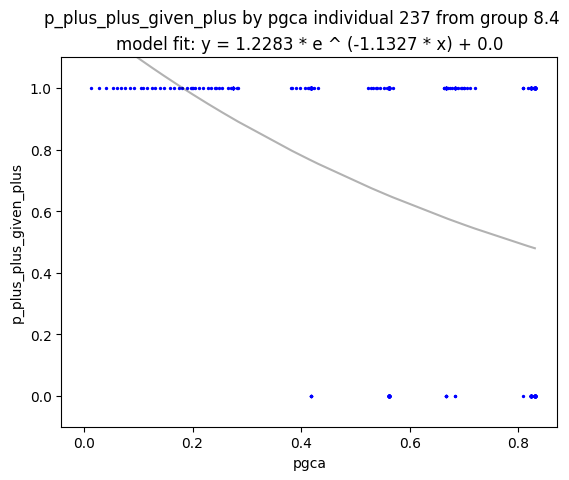 p_plus_plus_given_plus by pgca individual 237 from group 8.4
model fit: y = 1.2283 * e ^ (-1.1327 * x) + 0.0
p_plus_plus_given_plus
1.0
0.8
0.6
0.4
0.2
0.0
0.0 0.2 0.4 0.6 0.8
pgca